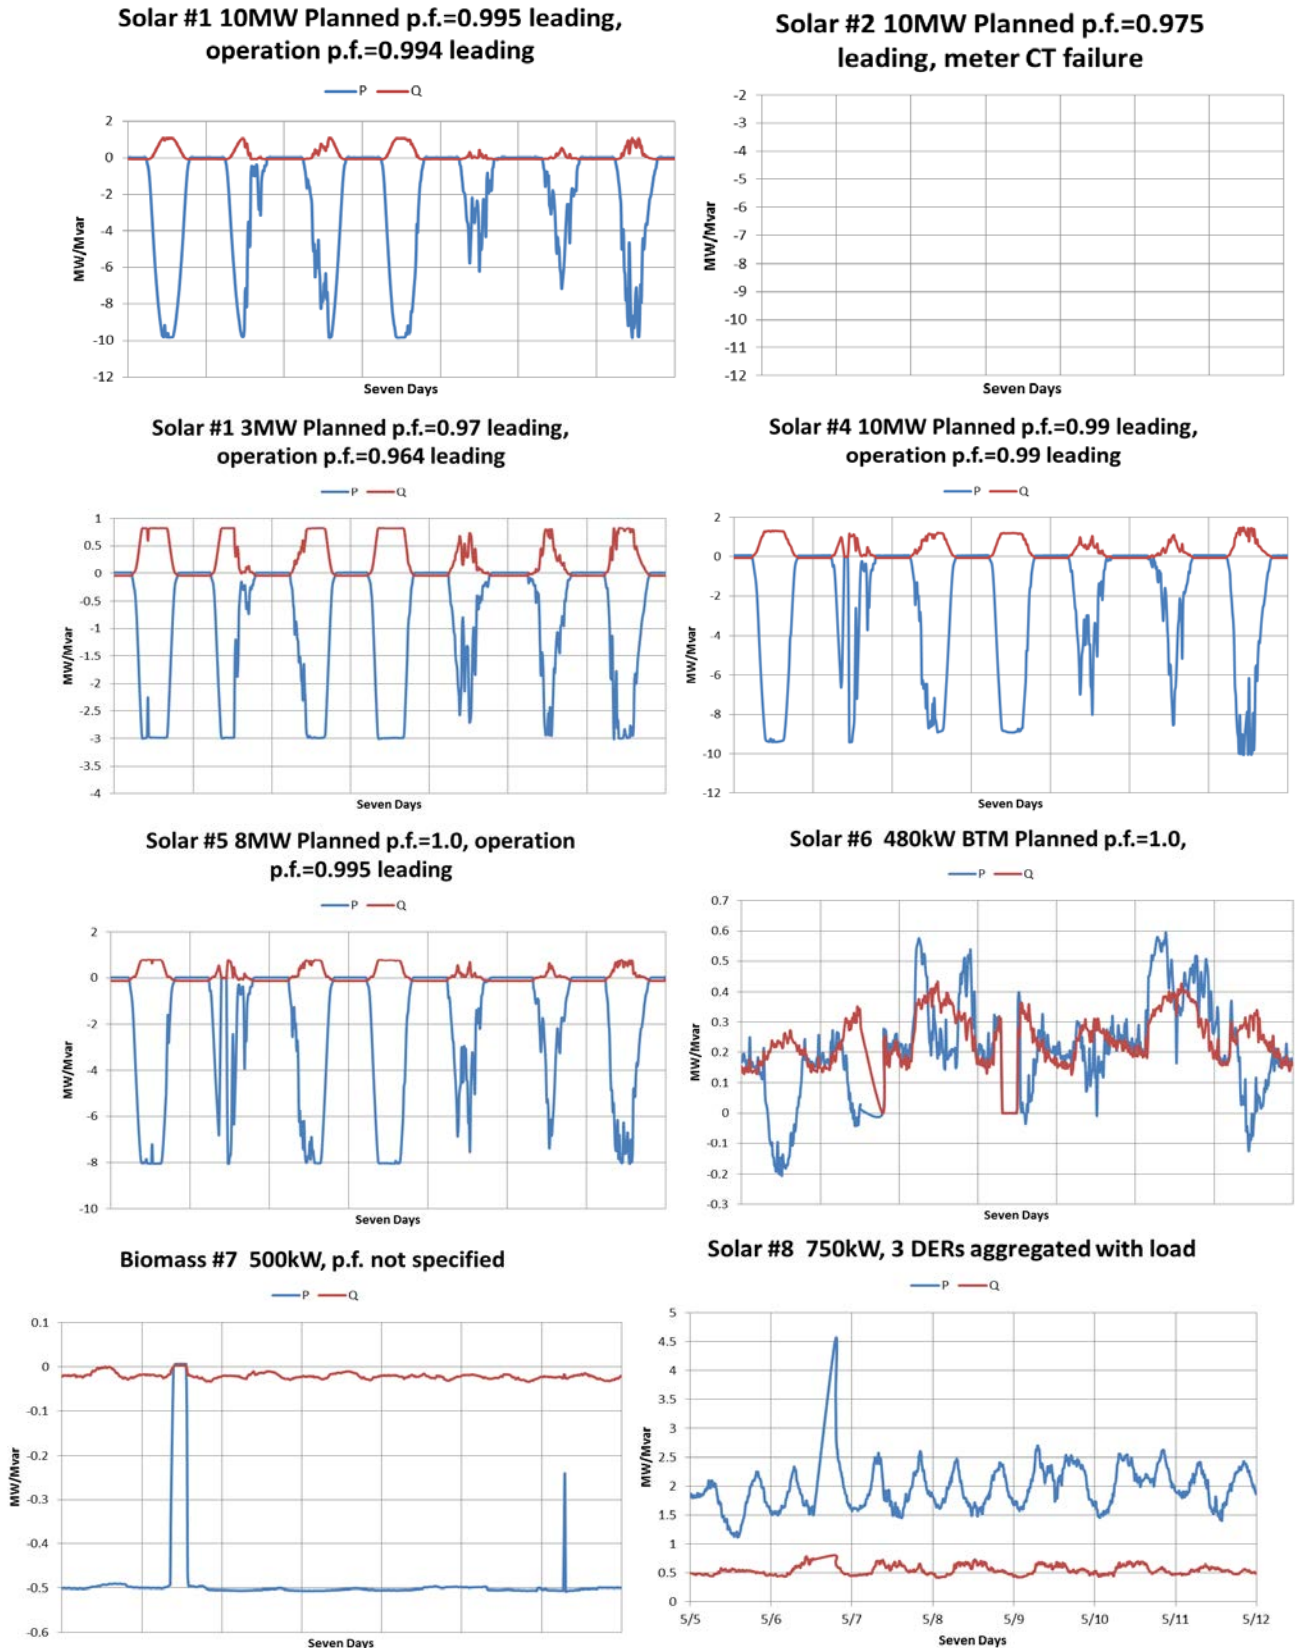 Solar #1 10MW Planned p.f.=0.995 leading,
operation p.f.=0.994 leading
P Q
2
0
-2
-4
-6
-8
-10
-12
MW/Mvar
Seven Days
Solar #2 10MW Planned p.f.=0.975
leading, meter CT failure
-2
-3
-4
-5
-6
-7
-8
-9
-10
-11
-12
MW/Mvar
Seven Days
Solar #1 3MW Planned p.f.=0.97 leading,
operation p.f.=0.964 leading
P Q
1
0.5
0
-0.5
-1
-1.5
-2
-2.5
-3
-3.5
-4
MW/Mvar
Seven Days
Solar #4 10MW Planned p.f.=0.99 leading,
operation p.f.=0.99 leading
P Q
2
0
-2
-4
-6
-8
-10
-12
MW/Mvar
Seven Days
Solar #5 8MW Planned p.f.=1.0, operation
p.f.=0.995 leading
P Q
2
0
-2
-4
-6
-8
-10
MW/Mvar
Seven Days
Solar #6 480kW BTM Planned p.f.=1.0,
P Q
0.7
0.6
0.5
0.4
0.3
0.2
0.1
0
-0.1
-0.2
-0.3
MW/Mvar
Seven Days
Biomass #7 500kW, p.f. not specified
P Q
0.1
0
-0.1
-0.2
-0.3
-0.4
-0.5
-0.6
MW/Mvar
Seven Days
Solar #8 750kW, 3 DERs aggregated with load
P Q
5
4.5
4
3.5
3
2.5
2
1.5
1
0.5
0
MW/Mvar
5/5 5/6 5/7 5/8 5/9 5/10 5/11 5/12
Seven Days